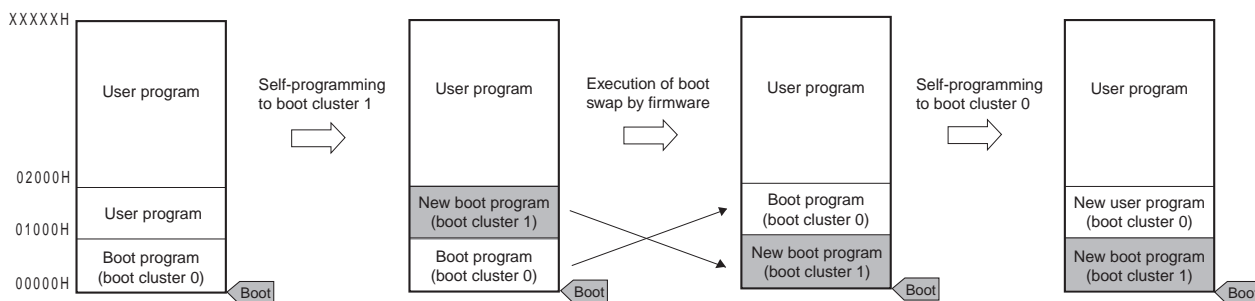 XXXXXH
User program
02000H
User program
01000H
Boot program
(boot cluster 0)
00000H
Boot
Self-programming
to boot cluster 1
User program
New boot program
(boot cluster 1)
Boot program
(boot cluster 0)
Boot
Execution of boot
swap by firmware
User program
Boot program
(boot cluster 0)
New boot program
(boot cluster 1)
Boot
Self-programming
to boot cluster 0
User program
New user program
(boot cluster 0)
New boot program
(boot cluster 1)
Boot